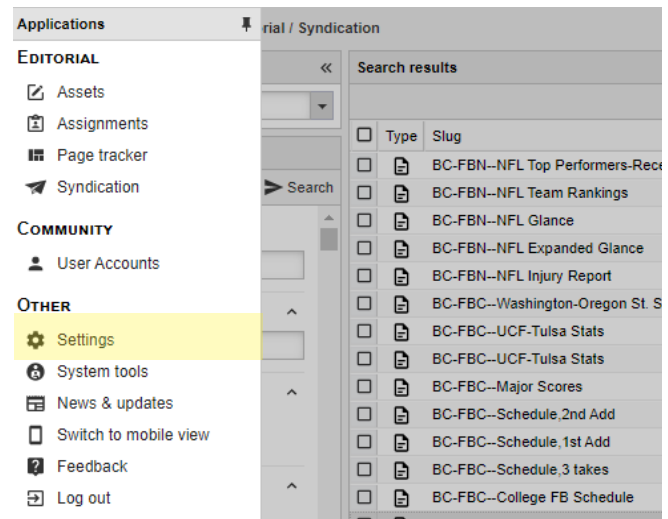 Applications
EDITORIAL
Assets
Assignments
Page tracker
Syndication
COMMUNITY
User Accounts
OTHER
Settings
System tools
News & updates
Switch to mobile view
Feedback
Log out
rial / Syndication
Search
Search results
Type Slug
BC-FBN--NFL Top Performers-Rece
BC-FBN--NFL Team Rankings
BC-FBN--NFL Glance
BC-FBN--NFL Expanded Glance
BC-FBN--NFL Injury Report
BC-FBC--Washington-Oregon St. S
BC-FBC--UCF-Tulsa Stats
BC-FBC--UCF-Tulsa Stats
BC-FBC--Major Scores
BC-FBC--Schedule,2nd Add
BC-FBC--Schedule,1st Add
BC-FBC--Schedule,3 takes
BC-FBC--College FB Schedule